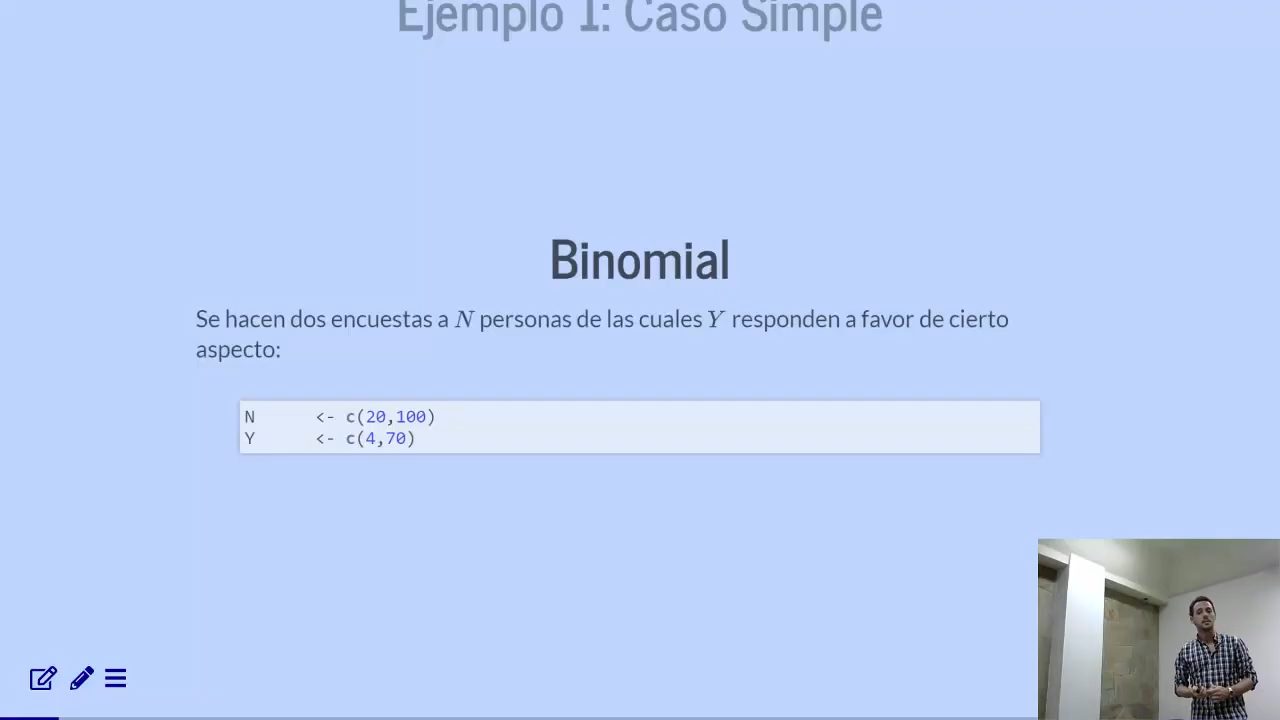 Ejemplo 1: Caso Simple
Binomial
Se hacen dos encuestas a N personas de las cuales Y responden a favor de cierto
aspecto:
N <- c(20,100)
Y <- c(4,70)